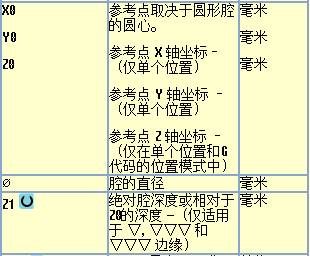 X0
Y0
Z0
参考点取决于圆形腔
的圆心。
参考点 X 轴坐标 -
(仅单个位置)
参考点 Y 轴坐标 -
(仅单个位置)
参考点 Z 轴坐标 -
(仅在单个位置和G
代码的位置模式中)
毫米
毫米
毫米
∅
腔的直径
毫米
Z1
绝对腔深度或相对于
Z0的深度 - (仅适用
于 ▽, ▽▽▽ 和
▽▽▽ 边缘)
毫米